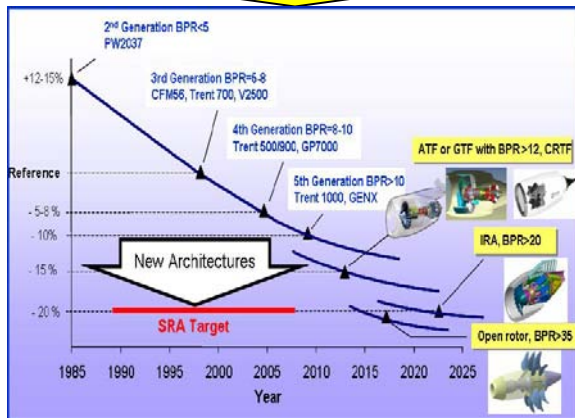 2nd Generation BPR<5
PW2037
+12-15%
3rd Generation BPR=6-8
CFM56, Trent 700, V2500
4th Generation BPR=8-10
Trent 500/900, GP7000
ATF or GTF with BPR>12, CRTF
Reference
5th Generation BPR>10
Trent 1000, GENX
- 5-8 %
- 10%
IRA, BPR>20
New Architectures
- 15 %
- 20 %
SRA Target
Open rotor, BPR>35
1985 1990 1995 2000 2005 2010 2015 2020 2025
Year